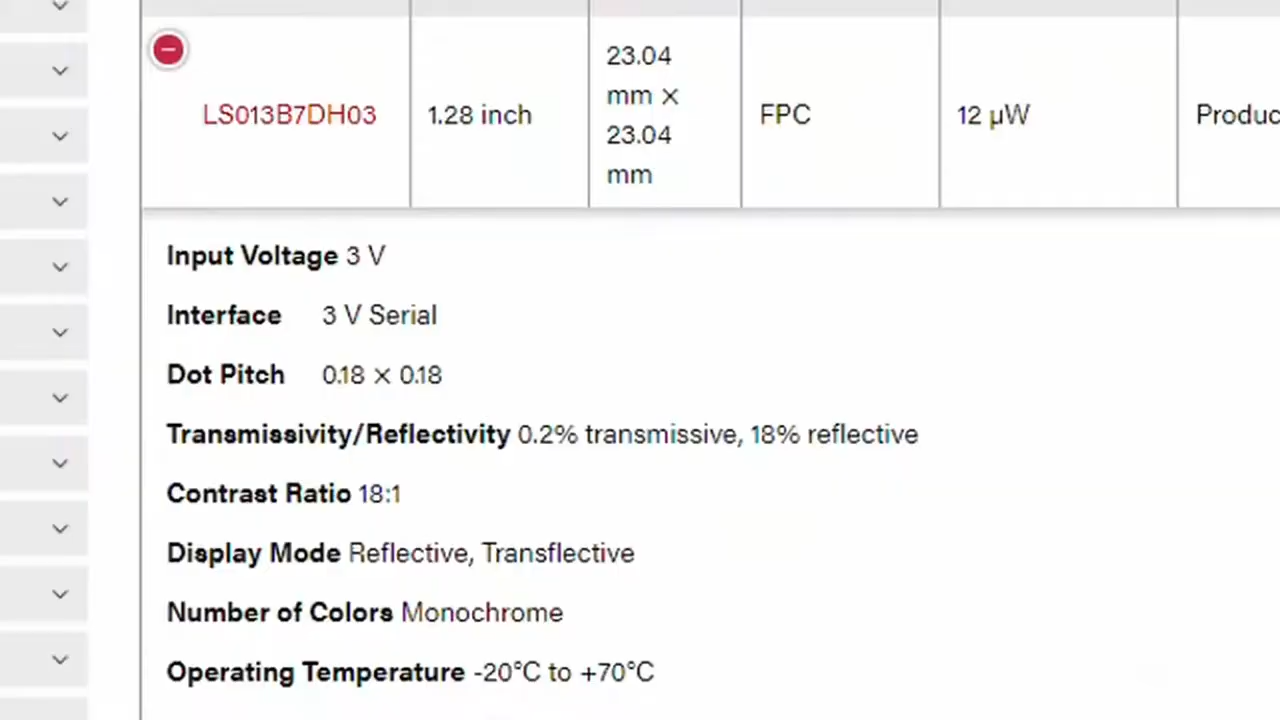 LS013B7DH03
1.28 inch
23.04
mm ×
23.04
mm
FPC
12 µW
Produc
Input Voltage 3 V
Interface 3 V Serial
Dot Pitch 0.18 × 0.18
Transmissivity/Reflectivity 0.2% transmissive, 18% reflective
Contrast Ratio 18:1
Display Mode Reflective, Transflective
Number of Colors Monochrome
Operating Temperature -20°C to +70°C